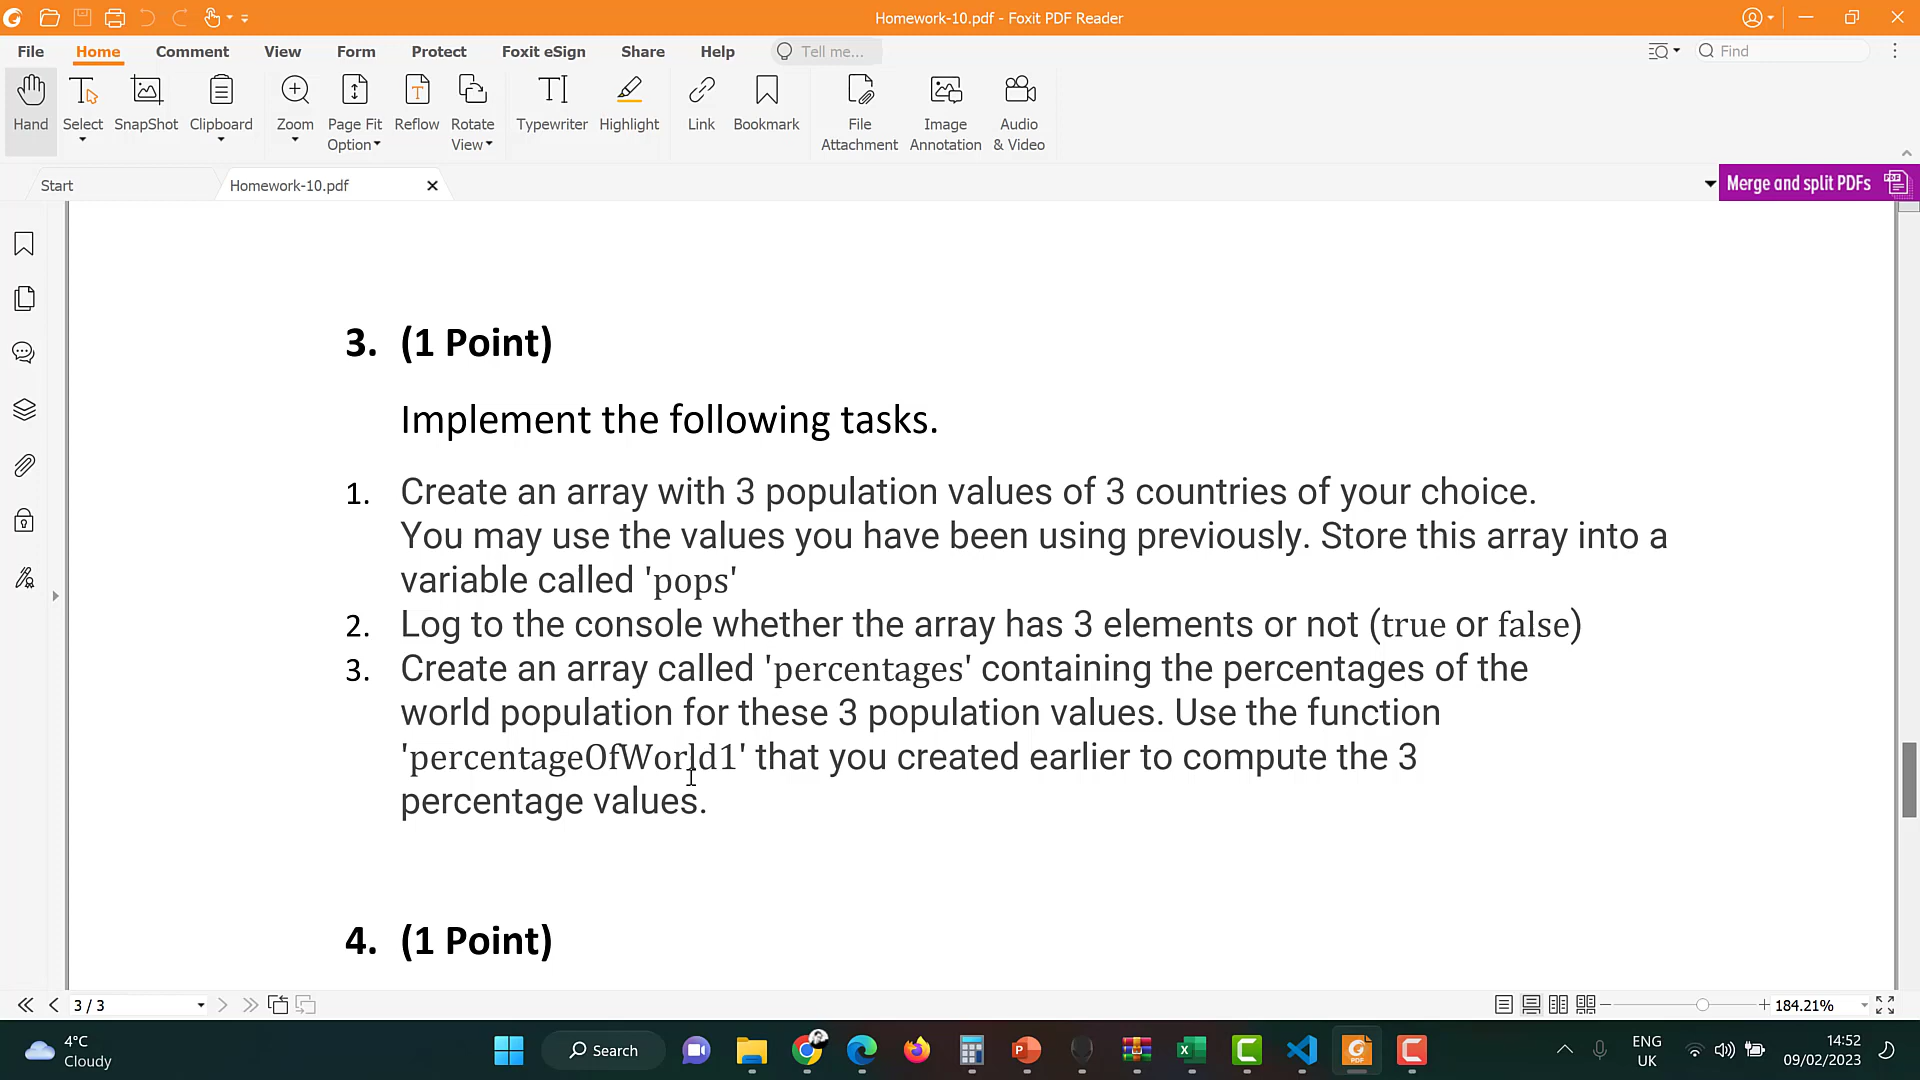 Homework-10.pdf - Foxit PDF Reader
File Home Comment View Form Protect Foxit eSign Share Help Tell me... Find
Hand Select SnapShot Clipboard Zoom Page Fit Option Reflow Rotate View Typewriter Highlight Link Bookmark File Attachment Image Annotation Audio & Video
Start Homework-10.pdf Merge and split PDFs
3. (1 Point)
Implement the following tasks.
1. Create an array with 3 population values of 3 countries of your choice.
You may use the values you have been using previously. Store this array into a
variable called 'pops'
2. Log to the console whether the array has 3 elements or not (true or false)
3. Create an array called 'percentages' containing the percentages of the
world population for these 3 population values. Use the function
'percentageOfWorld1' that you created earlier to compute the 3
percentage values.
4. (1 Point)
3 / 3 184.21%
4°C ENG 14:52
Cloudy Search UK 09/02/2023